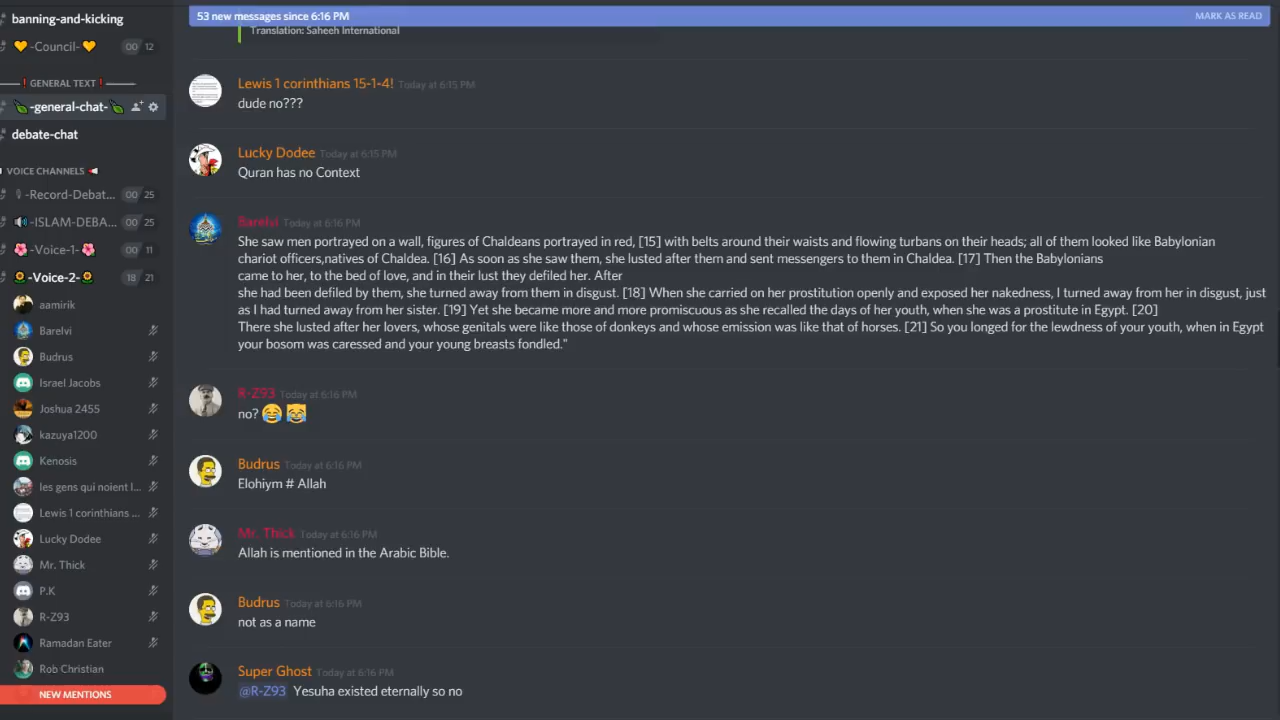 banning-and-kicking
-Council- 00 12
GENERAL TEXT
-general-chat-
debate-chat
VOICE CHANNELS
-Record-Debat... 00 25
-ISLAM-DEBA... 00 25
-Voice-1- 00 11
-Voice-2- 18 21
aamirik
Barelvi
Budrus
Israel Jacobs
Joshua 2455
kazuya1200
Kenosis
les gens qui noient l...
Lewis 1 corinthians ...
Lucky Dodee
Mr. Thick
P.K
R-Z93
Ramadan Eater
Rob Christian
NEW MENTIONS
53 new messages since 6:16 PM MARK AS READ
Translation: Saheeh International
Lewis 1 corinthians 15-1-4! Today at 6:15 PM
dude no???
Lucky Dodee Today at 6:15 PM
Quran has no Context
Barelvi Today at 6:16 PM
She saw men portrayed on a wall, figures of Chaldeans portrayed in red, [15] with belts around their waists and flowing turbans on their heads; all of them looked like Babylonian
chariot officers,natives of Chaldea. [16] As soon as she saw them, she lusted after them and sent messengers to them in Chaldea. [17] Then the Babylonians
came to her, to the bed of love, and in their lust they defiled her. After
she had been defiled by them, she turned away from them in disgust. [18] When she carried on her prostitution openly and exposed her nakedness, I turned away from her in disgust, just
as I had turned away from her sister. [19] Yet she became more and more promiscuous as she recalled the days of her youth, when she was a prostitute in Egypt. [20]
There she lusted after her lovers, whose genitals were like those of donkeys and whose emission was like that of horses. [21] So you longed for the lewdness of your youth, when in Egypt
your bosom was caressed and your young breasts fondled."
R-Z93 Today at 6:16 PM
no?
Budrus Today at 6:16 PM
Elohiym # Allah
Mr. Thick Today at 6:16 PM
Allah is mentioned in the Arabic Bible.
Budrus Today at 6:16 PM
not as a name
Super Ghost Today at 6:16 PM
@R-Z93 Yesuha existed eternally so no